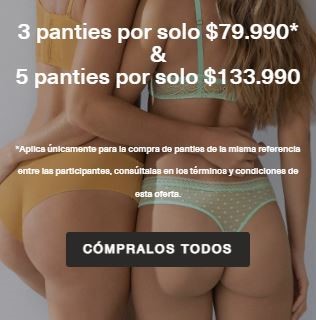 3 panties por solo $79.990*
&
5 panties por solo $133.990
*Aplica únicamente para la compra de panties de la misma referencia
entre las participantes, consúltalas en los términos y condiciones de
esta oferta.
CÓMPRALOS TODOS